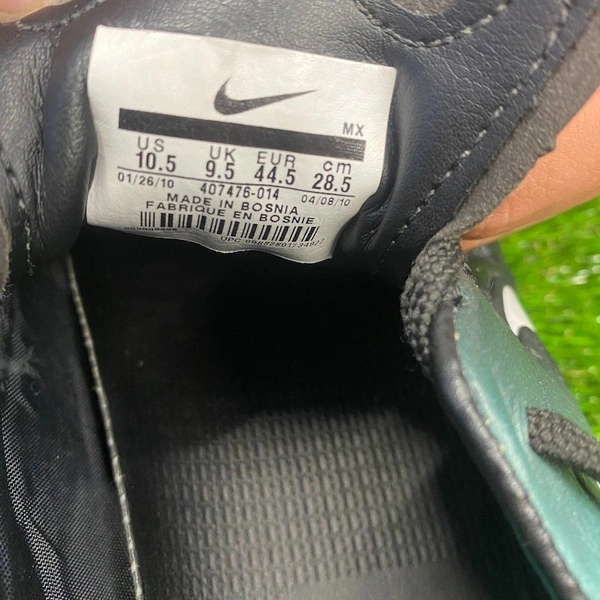 MX
US UK EUR cm
10.5 9.5 44.5 28.5
01/26/10 407476-014 04/08/10
MADE IN BOSNIA
FABRIQUE EN BOSNIE
UPC